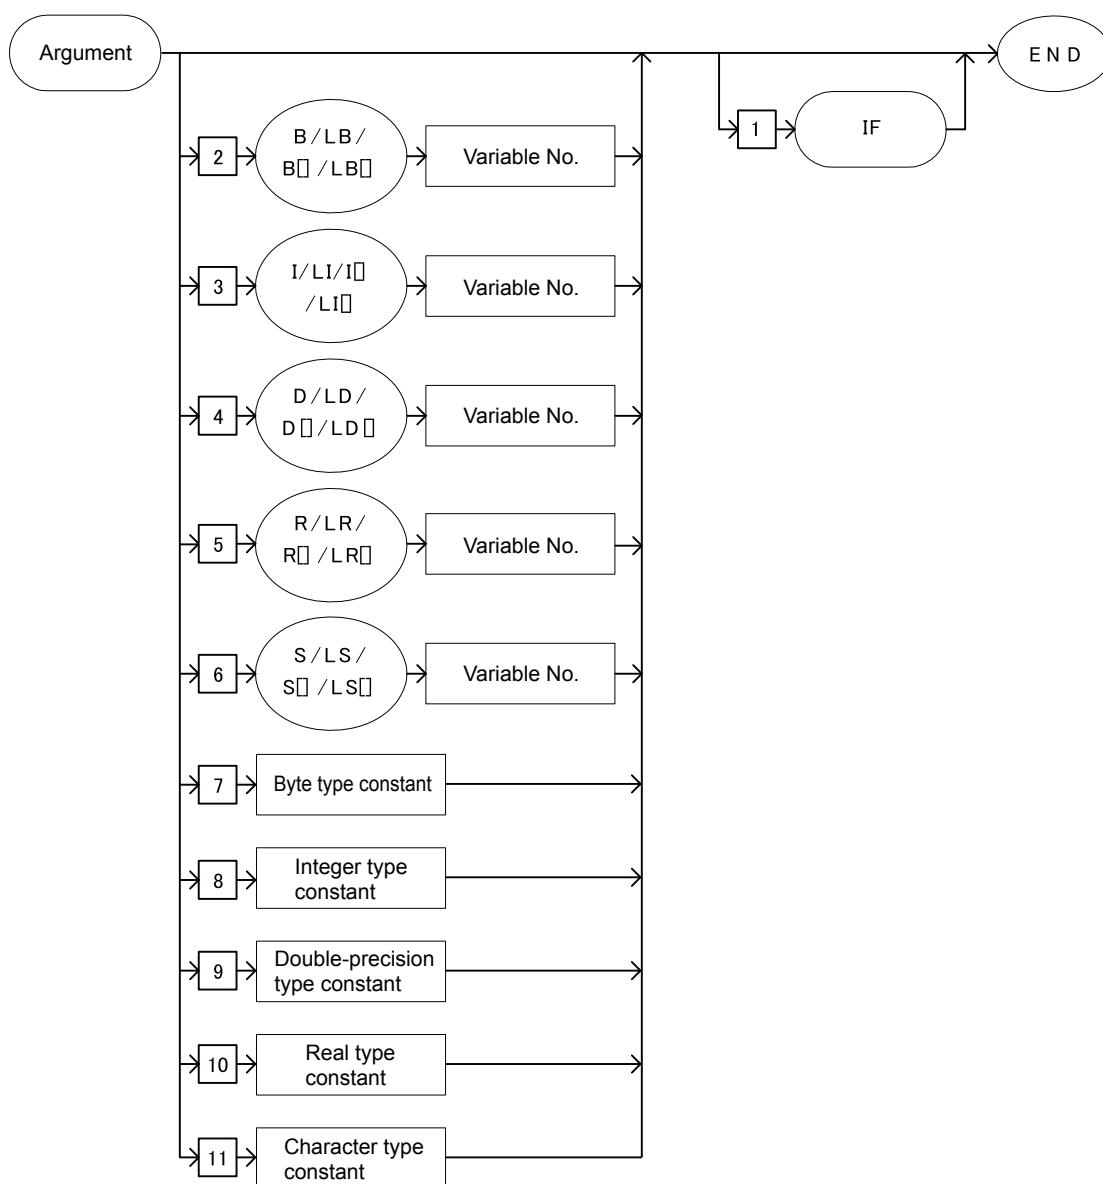 Argument
E N D
1
IF
2
B/LB/
B[]/LB[]
Variable No.
3
I/LI/I[]
/LI[]
Variable No.
4
D/LD/
D[]/LD[]
Variable No.
5
R/LR/
R[]/LR[]
Variable No.
6
S/LS/
S[]/LS[]
Variable No.
7
Byte type constant
8
Integer type
constant
9
Double-precision
type constant
10
Real type
constant
11
Character type
constant